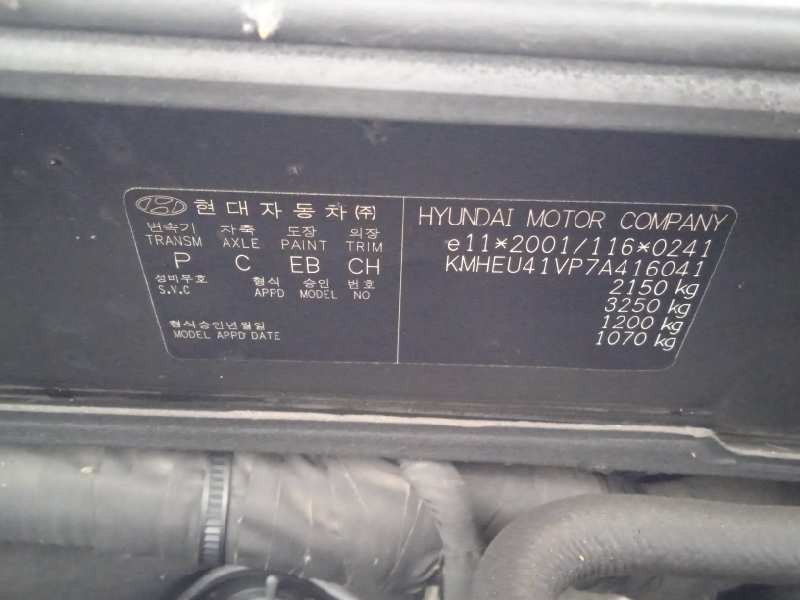 현대자동차(주)
변속기 차축 도장 의장
TRANSM AXLE PAINT TRIM
P C EB CH
성비무호 형식 승인 번호
S.V.C APPD MODEL NO
형식승인년월일
MODEL APPD DATE
HYUNDAI MOTOR COMPANY
e11*2001/116*0241
KMHEU41VP7A416041
2150 kg
3250 kg
1200 kg
1070 kg